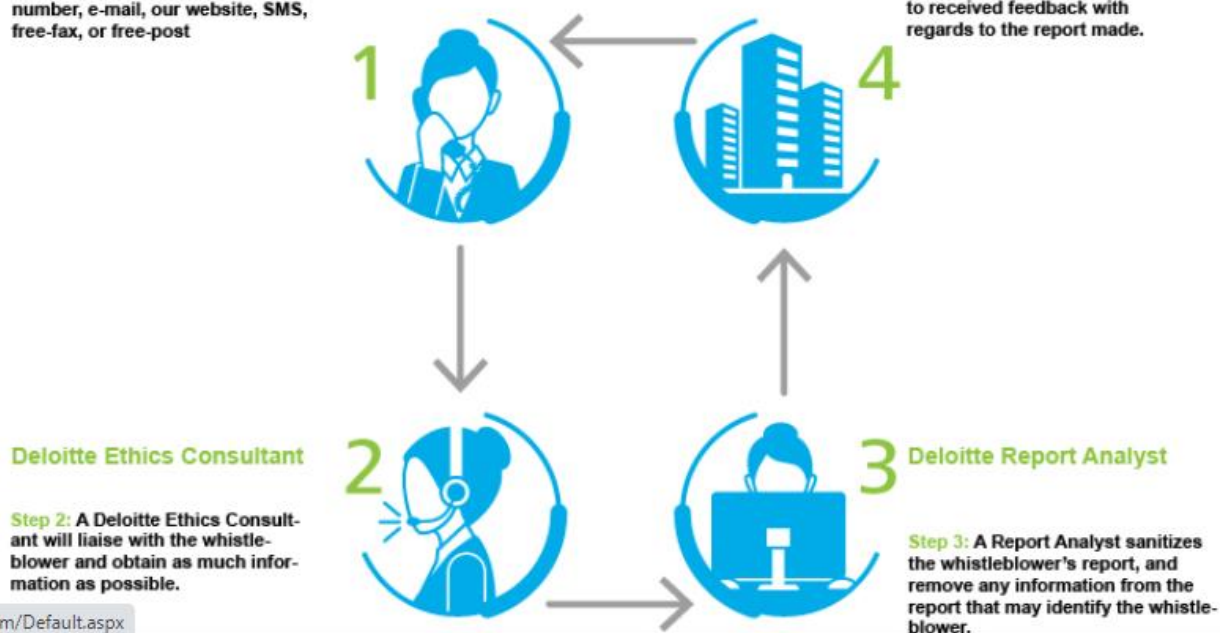 number, e-mail, our website, SMS,
free-fax, or free-post
1
to received feedback with
regards to the report made.
4
Deloitte Ethics Consultant
2
Step 2: A Deloitte Ethics Consult-
ant will liaise with the whistle-
blower and obtain as much infor-
mation as possible.
3
Deloitte Report Analyst
Step 3: A Report Analyst sanitizes
the whistleblower's report, and
remove any information from the
report that may identify the whistle-
blower.
m/Default.aspx